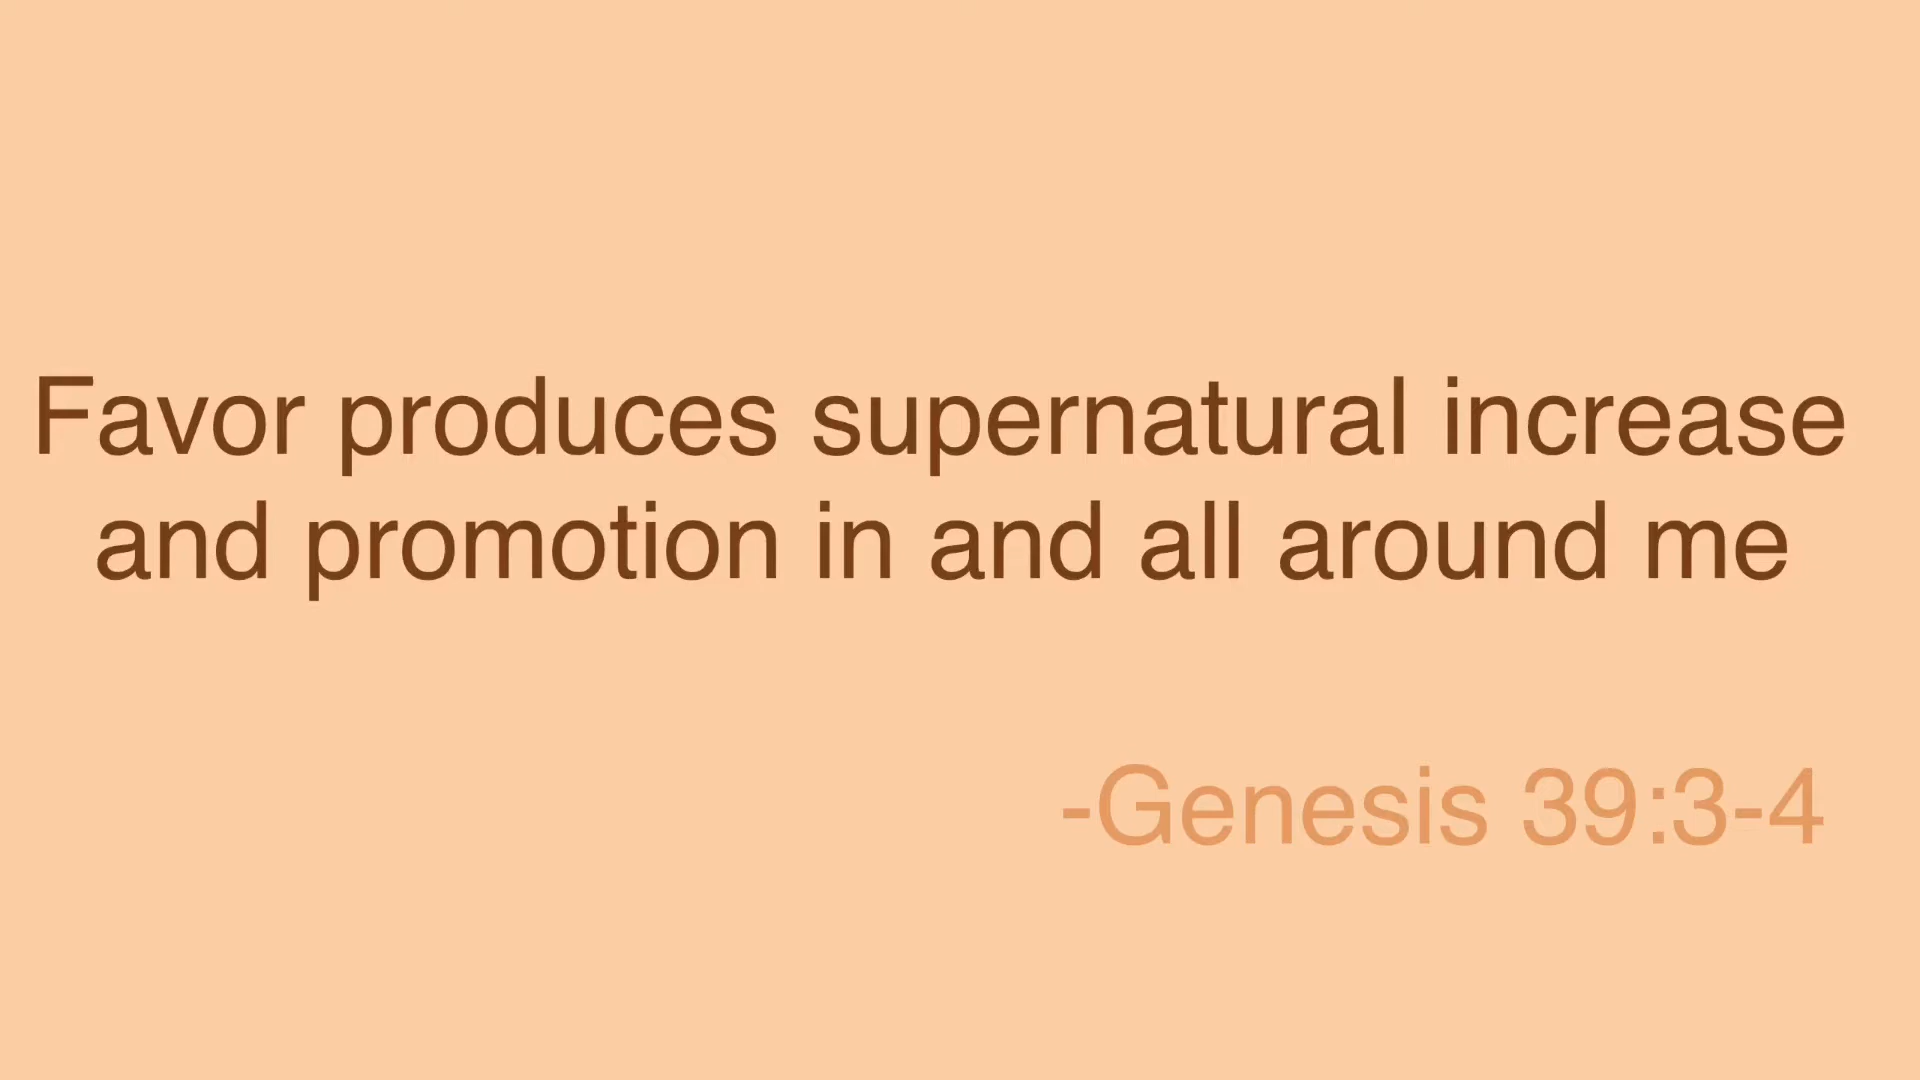 Favor produces supernatural increase
and promotion in and all around me
-Genesis 39:3-4